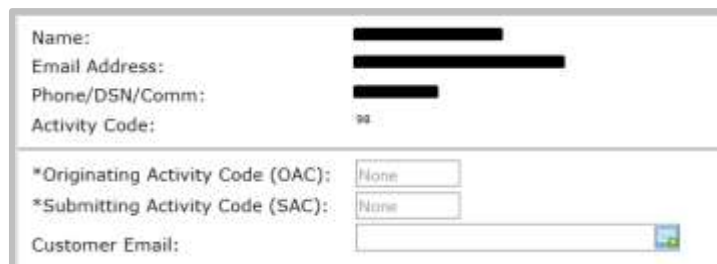 Name:
Email Address:
Phone/DSN/Comm:
Activity Code: 98
*Originating Activity Code (OAC): None
*Submitting Activity Code (SAC): None
Customer Email: